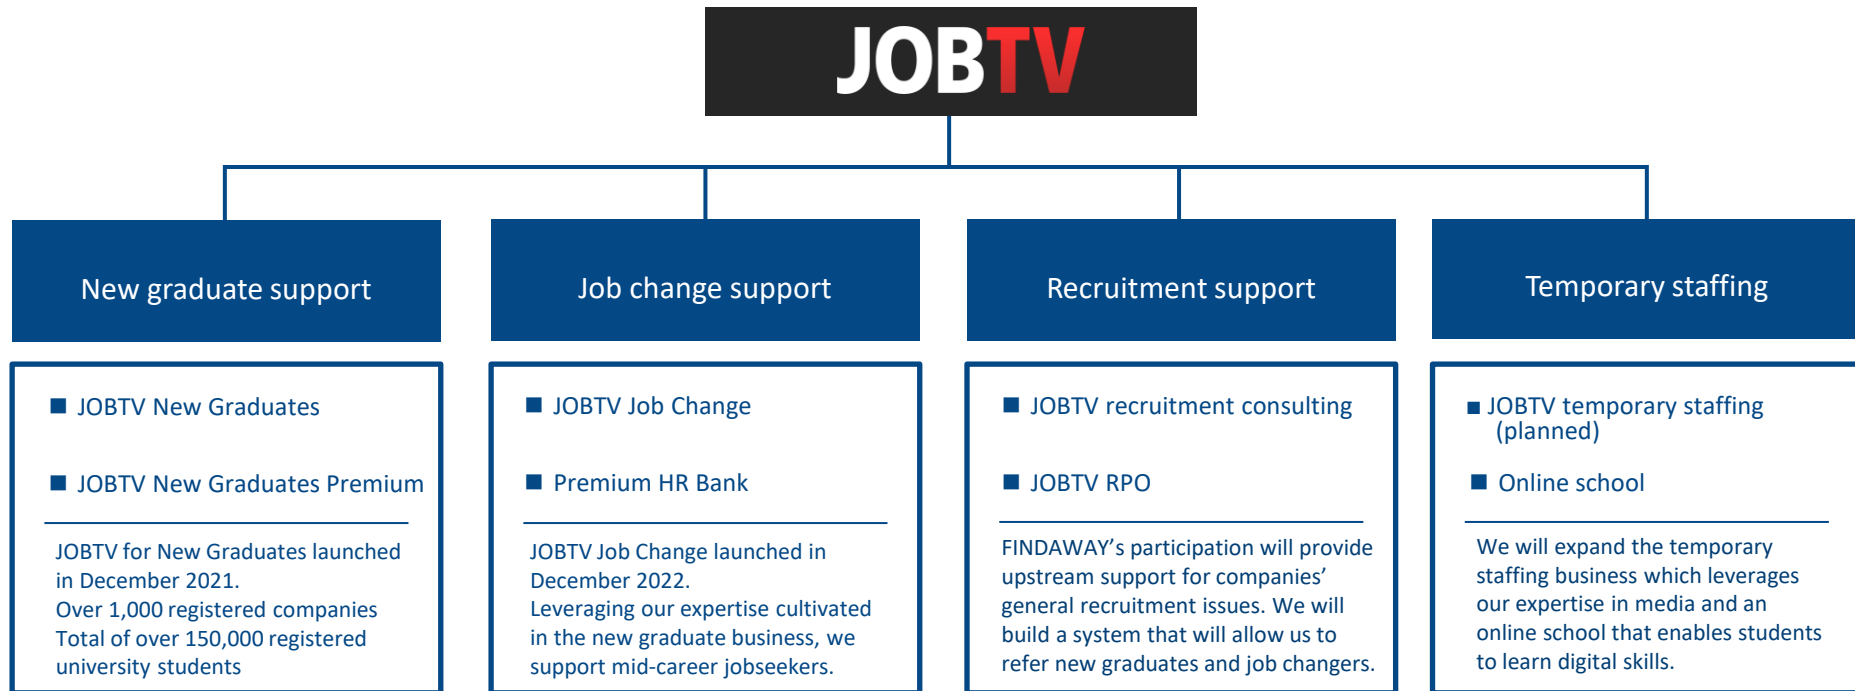 JOBTV
New graduate support
■ JOBTV New Graduates
■ JOBTV New Graduates Premium
JOBTV for New Graduates launched
in December 2021.
Over 1,000 registered companies
Total of over 150,000 registered
university students
Job change support
■ JOBTV Job Change
■ Premium HR Bank
JOBTV Job Change launched in
December 2022.
Leveraging our expertise cultivated
in the new graduate business, we
support mid-career jobseekers.
Recruitment support
■ JOBTV recruitment consulting
■ JOBTV RPO
FINDAWAY’s participation will provide
upstream support for companies’
general recruitment issues. We will
build a system that will allow us to
refer new graduates and job changers.
Temporary staffing
■ JOBTV temporary staffing
(planned)
■ Online school
We will expand the temporary
staffing business which leverages
our expertise in media and an
online school that enables students
to learn digital skills.